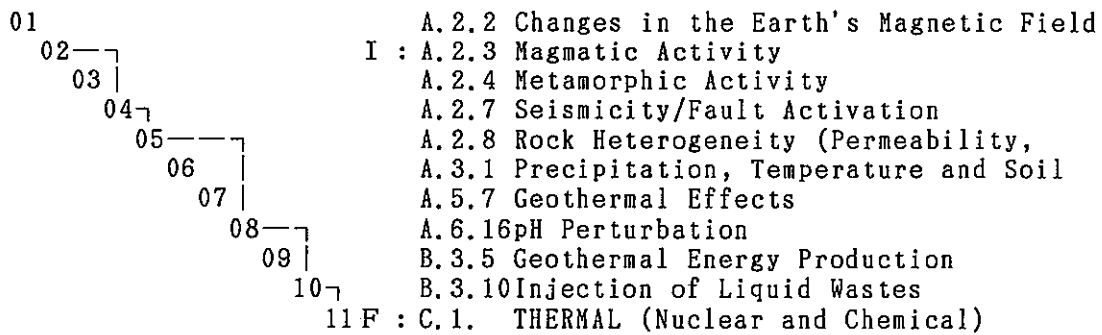 01 A.2.2 Changes in the Earth's Magnetic Field
02 I : A.2.3 Magmatic Activity
03 A.2.4 Metamorphic Activity
04 A.2.7 Seismicity/Fault Activation
05 A.2.8 Rock Heterogeneity (Permeability,
06 A.3.1 Precipitation, Temperature and Soil
07 A.5.7 Geothermal Effects
08 A.6.16pH Perturbation
09 B.3.5 Geothermal Energy Production
10 B.3.10Injection of Liquid Wastes
11 F : C.1. THERMAL (Nuclear and Chemical)